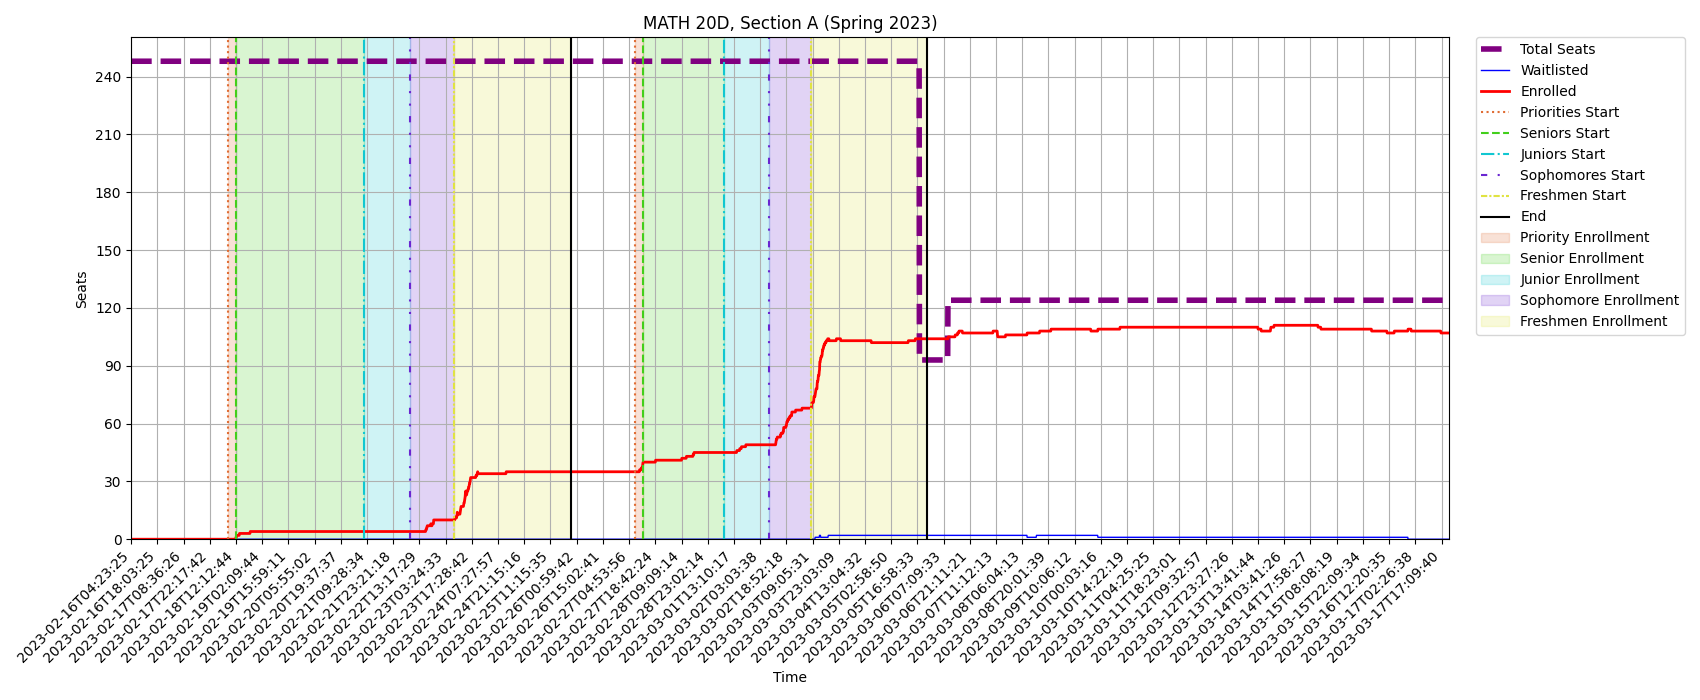 MATH 20D, Section A (Spring 2023)
Seats
240
210
180
150
120
90
60
30
0
2023-02-16T04:23:25
2023-02-16T18:03:25
2023-02-17T08:36:26
2023-02-17T22:17:42
2023-02-18T12:12:44
2023-02-19T02:09:44
2023-02-19T15:59:11
2023-02-20T05:55:02
2023-02-20T19:37:37
2023-02-21T09:28:34
2023-02-21T23:21:18
2023-02-22T13:17:29
2023-02-23T03:24:33
2023-02-23T17:28:42
2023-02-24T07:27:57
2023-02-24T21:15:16
2023-02-25T11:15:35
2023-02-26T00:59:42
2023-02-26T15:02:41
2023-02-27T04:53:56
2023-02-27T18:42:24
2023-02-28T09:09:14
2023-02-28T23:02:14
2023-03-01T13:10:17
2023-03-02T03:03:38
2023-03-02T18:52:18
2023-03-03T09:05:31
2023-03-03T23:03:09
2023-03-04T13:04:32
2023-03-05T02:58:50
2023-03-05T16:58:33
2023-03-06T07:09:33
2023-03-06T21:11:21
2023-03-07T11:12:13
2023-03-08T06:04:13
2023-03-08T20:01:39
2023-03-09T10:06:12
2023-03-10T00:03:16
2023-03-10T14:22:19
2023-03-11T04:25:25
2023-03-11T18:23:01
2023-03-12T09:32:57
2023-03-12T23:27:26
2023-03-13T13:41:44
2023-03-14T03:41:26
2023-03-14T17:58:27
2023-03-15T08:08:19
2023-03-15T22:09:34
2023-03-16T12:20:35
2023-03-17T02:26:38
2023-03-17T17:09:40
Time
Total Seats
Waitlisted
Enrolled
Priorities Start
Seniors Start
Juniors Start
Sophomores Start
Freshmen Start
End
Priority Enrollment
Senior Enrollment
Junior Enrollment
Sophomore Enrollment
Freshmen Enrollment